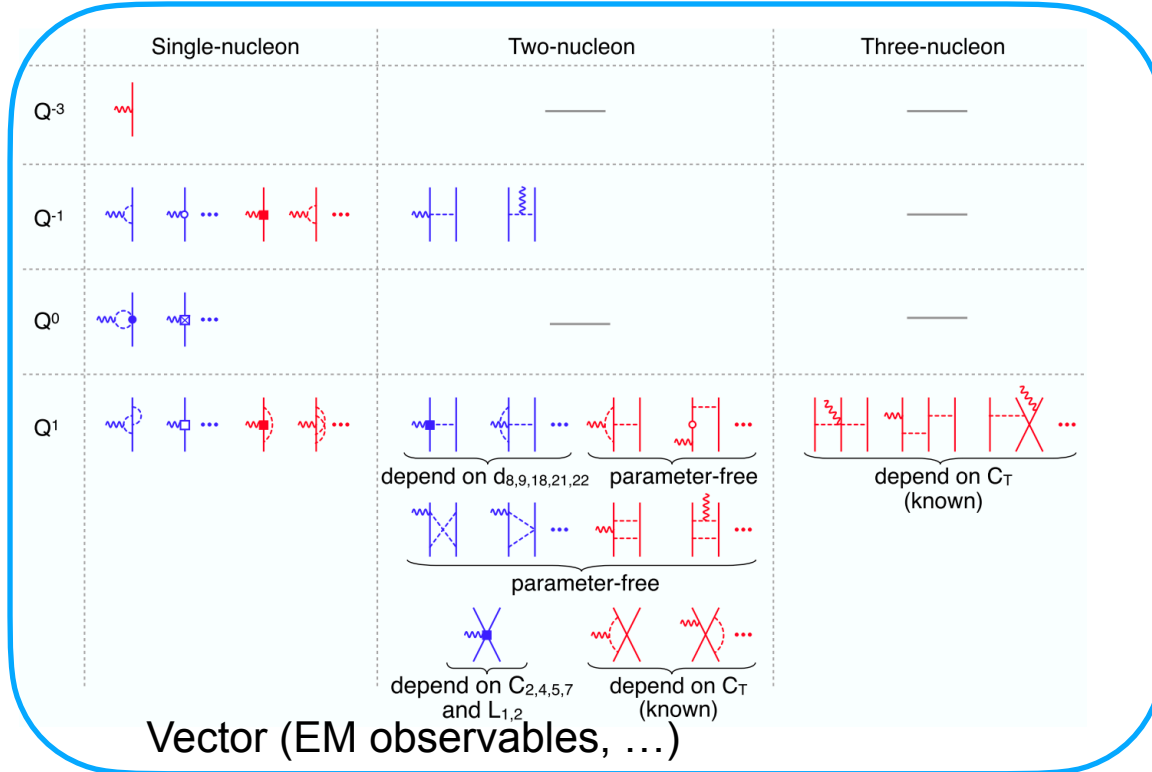 Single-nucleon Two-nucleon Three-nucleon
Q⁻³
Q⁻¹
Q⁰
Q¹
depend on d₈,₉,₁₈,₂₁,₂₂ parameter-free depend on C_T
(known)
parameter-free
depend on C₂,₄,₅,₇ depend on C_T
and L₁,₂ (known)
Vector (EM observables, …)